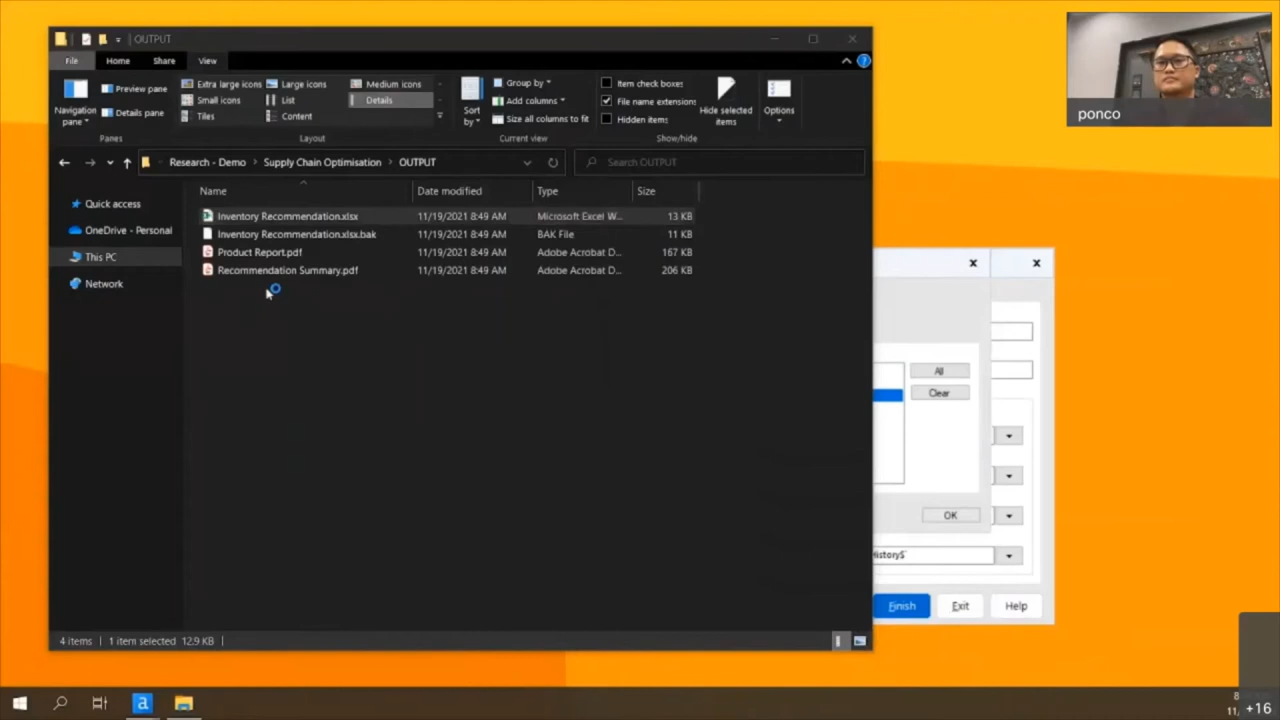 OUTPUT
File Home Share View
Extra large icons Large icons Medium icons
Small icons List Details
Tiles Content
Navigation pane
Preview pane
Details pane
Panes
Layout
Sort by
Group by
Add columns
Size all columns to fit
Current view
Item check boxes
File name extensions
Hidden items
Hide selected items
Show/hide
Options
Research - Demo Supply Chain Optimisation OUTPUT
Search OUTPUT
Name Date modified Type Size
Quick access
OneDrive - Personal
This PC
Network
Inventory Recommendation.xlsx 11/19/2021 8:49 AM Microsoft Excel W... 13 KB
Inventory Recommendation.xlsx.bak 11/19/2021 8:49 AM BAK File 11 KB
Product Report.pdf 11/19/2021 8:49 AM Adobe Acrobat D... 167 KB
Recommendation Summary.pdf 11/19/2021 8:49 AM Adobe Acrobat D... 206 KB
4 items 1 item selected 12.9 KB
ponco
All
Clear
OK
History$`
Finish Exit Help
a
+16